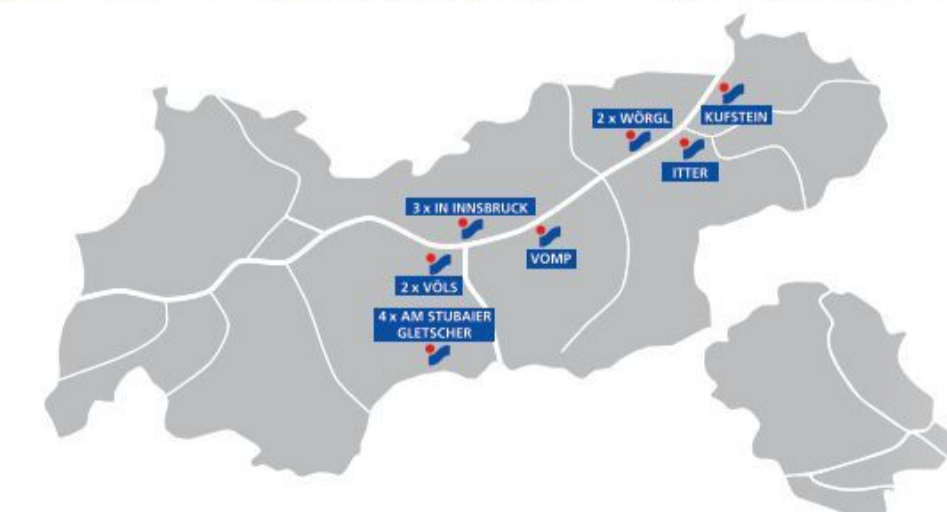 2 x WÖRGL
KUFSTEIN
ITTER
3 x IN INNSBRUCK
VOMP
2 x VÖLS
4 x AM STUBAIER
GLETSCHER